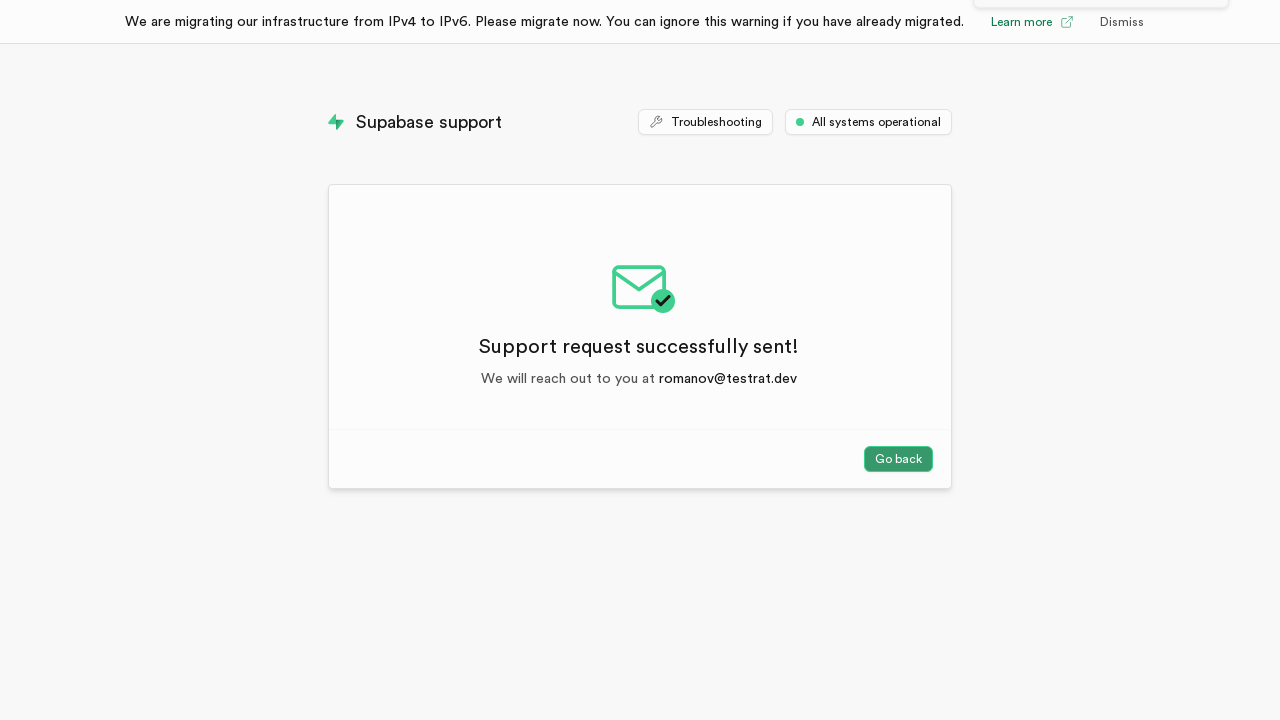 We are migrating our infrastructure from IPv4 to IPv6. Please migrate now. You can ignore this warning if you have already migrated. Learn more Dismiss
Supabase support Troubleshooting All systems operational
Support request successfully sent!
We will reach out to you at romanov@testrat.dev
Go back